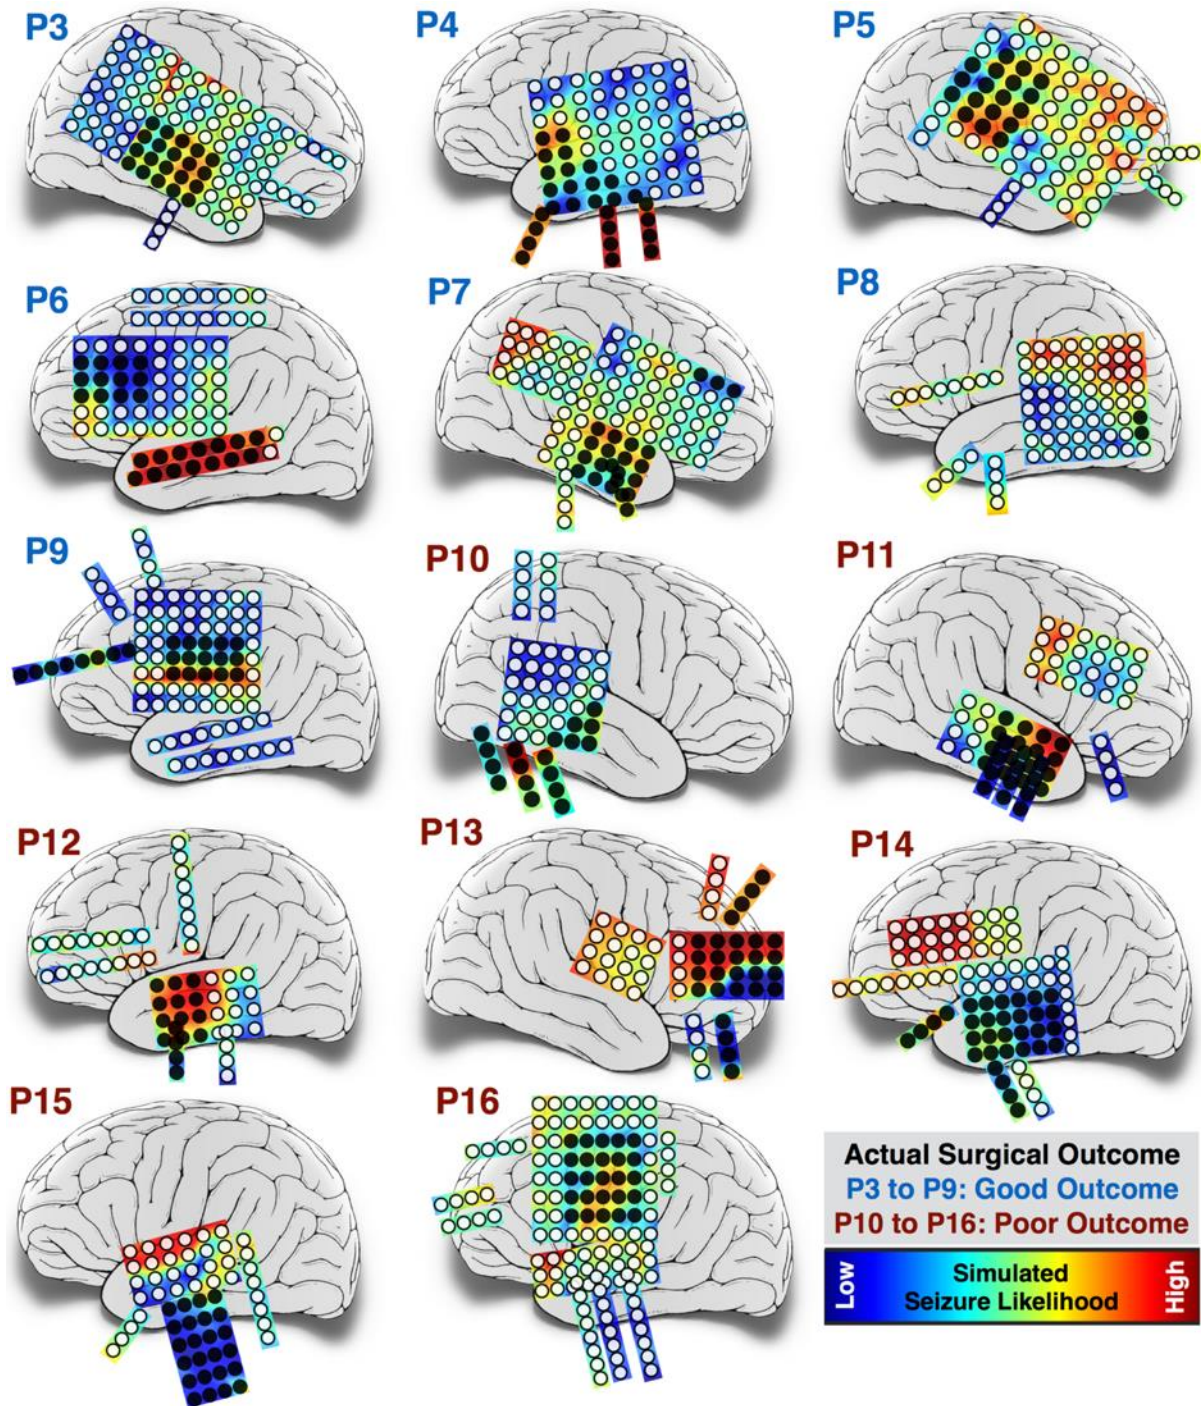 P3
P4
P5
P6
P7
P8
P9
P10
P11
P12
P13
P14
P15
P16
Actual Surgical Outcome
P3 to P9: Good Outcome
P10 to P16: Poor Outcome
Low
Simulated
Seizure Likelihood
High